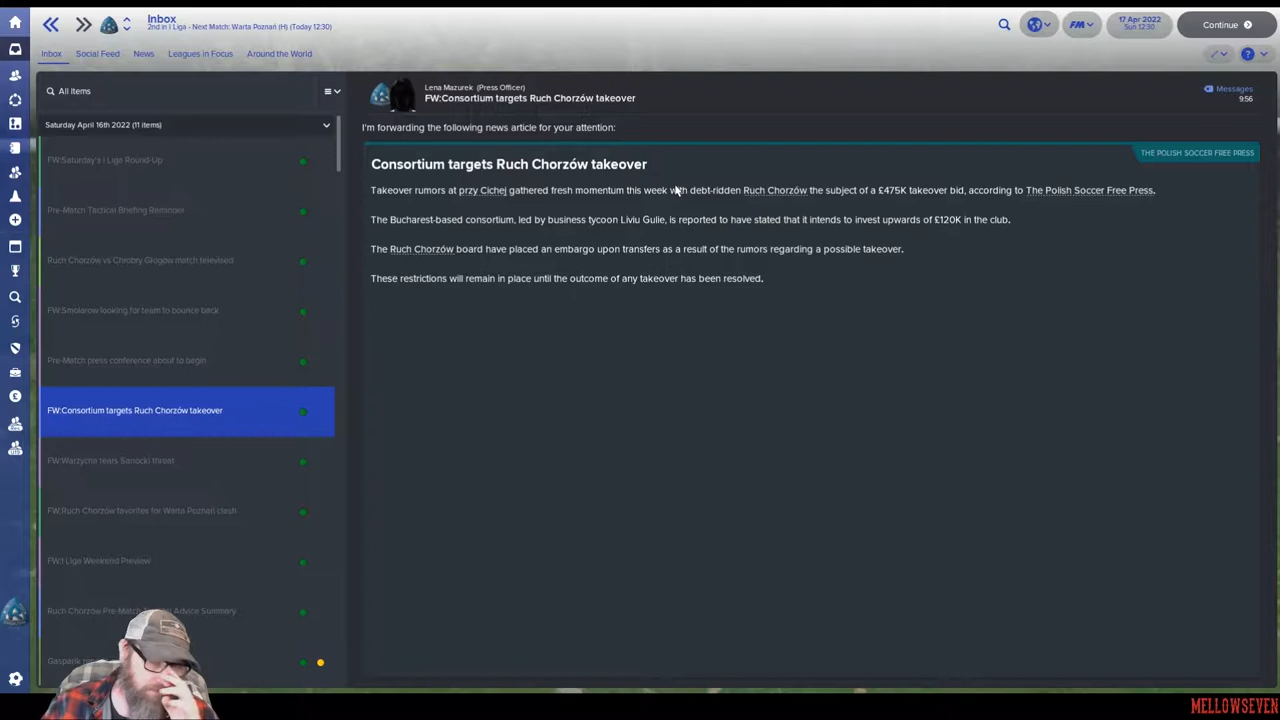 Inbox
2nd in I Liga - Next Match: Warta Poznań (H) (Today 12:30)
FM
17 Apr 2022
Sun 12:30
Continue
Inbox
Social Feed
News
Leagues in Focus
Around the World
All Items
Saturday April 16th 2022 (11 items)
FW:Saturday's I Liga Round-Up
Pre-Match Tactical Briefing Reminder
Ruch Chorzów vs Chrobry Głogów match televised
FW:Smolarow looking for team to bounce back
Pre-Match press conference about to begin
FW:Consortium targets Ruch Chorzów takeover
FW:Warzycha fears Sanocki threat
FW:Ruch Chorzów favorites for Warta Poznań clash
FW:I Liga Weekend Preview
Ruch Chorzów Pre-Match Advice Summary
Gasparik
Lena Mazurek (Press Officer)
FW:Consortium targets Ruch Chorzów takeover
Messages
9:56
I'm forwarding the following news article for your attention:
THE POLISH SOCCER FREE PRESS
Consortium targets Ruch Chorzów takeover
Takeover rumors at przy Cichej gathered fresh momentum this week with debt-ridden Ruch Chorzów the subject of a £475K takeover bid, according to The Polish Soccer Free Press.
The Bucharest-based consortium, led by business tycoon Liviu Gulie, is reported to have stated that it intends to invest upwards of £120K in the club.
The Ruch Chorzów board have placed an embargo upon transfers as a result of the rumors regarding a possible takeover.
These restrictions will remain in place until the outcome of any takeover has been resolved.
MELLOWSEVEN